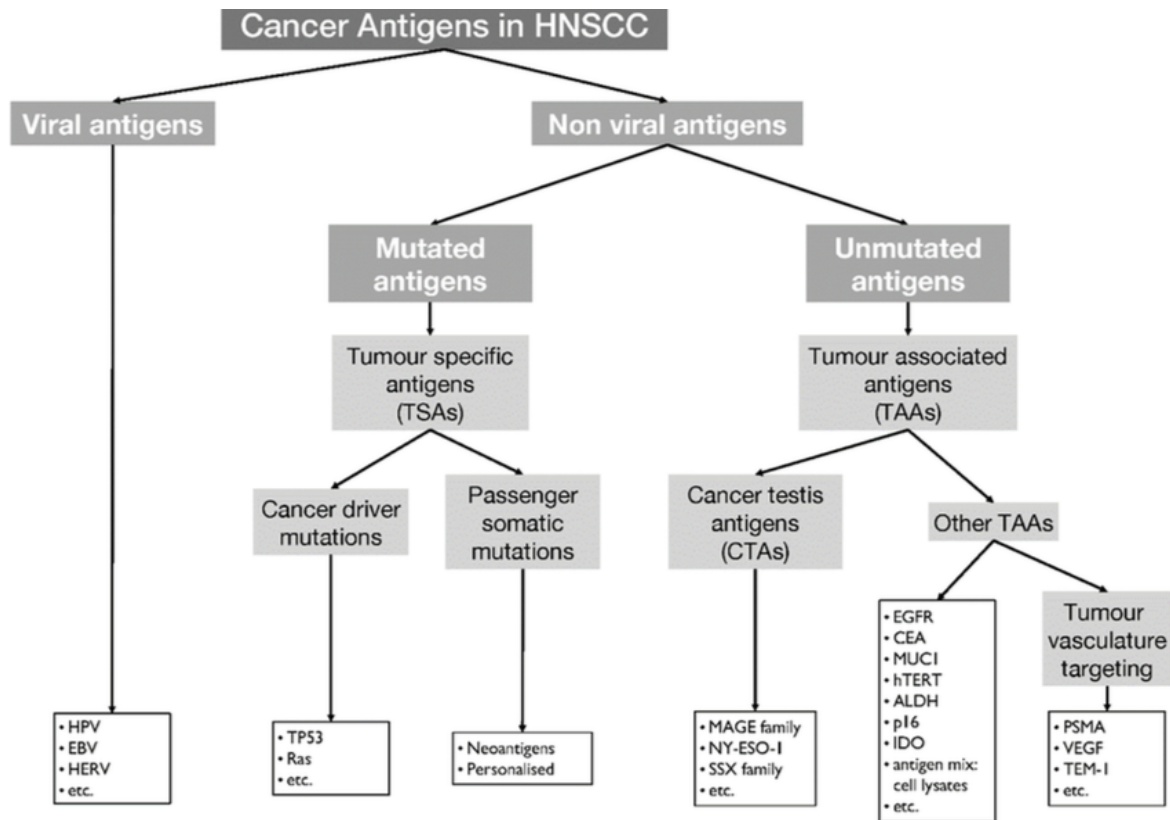 Cancer Antigens in HNSCC
Viral antigens
Non viral antigens
Mutated
antigens
Unmutated
antigens
Tumour specific
antigens
(TSAs)
Tumour associated
antigens
(TAAs)
Cancer driver
mutations
Passenger
somatic
mutations
Cancer testis
antigens
(CTAs)
Other TAAs
Tumour
vasculature
targeting
• HPV
• EBV
• HERV
• etc.
• TP53
• Ras
• etc.
• Neoantigens
• Personalised
• MAGE family
• NY-ESO-1
• SSX family
• etc.
• EGFR
• CEA
• MUC1
• hTERT
• ALDH
• p16
• IDO
• antigen mix:
cell lysates
• etc.
• PSMA
• VEGF
• TEM-1
• etc.